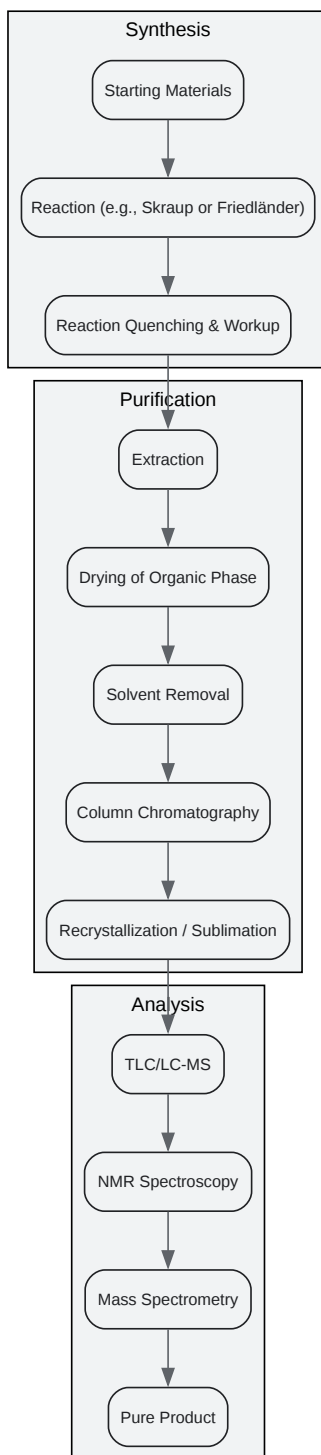 Synthesis
Starting Materials
Reaction (e.g., Skraup or Friedländer)
Reaction Quenching & Workup
Purification
Extraction
Drying of Organic Phase
Solvent Removal
Column Chromatography
Recrystallization / Sublimation
Analysis
TLC/LC-MS
NMR Spectroscopy
Mass Spectrometry
Pure Product